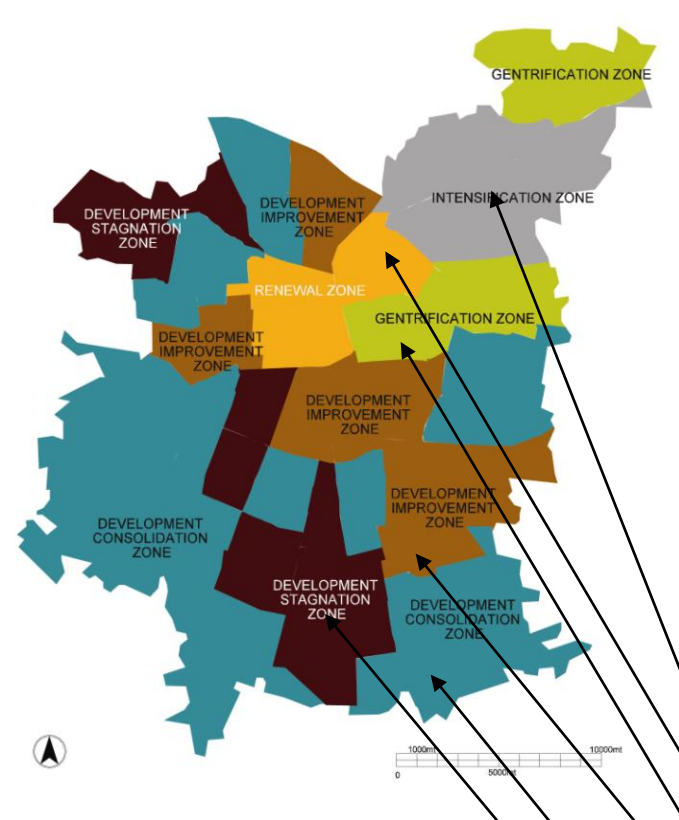 GENTRIFICATION ZONE
INTENSIFICATION ZONE
DEVELOPMENT
IMPROVEMENT
ZONE
DEVELOPMENT
STAGNATION
ZONE
RENEWAL ZONE
GENTRIFICATION ZONE
DEVELOPMENT
IMPROVEMENT
ZONE
DEVELOPMENT
IMPROVEMENT
ZONE
DEVELOPMENT
IMPROVEMENT
ZONE
DEVELOPMENT
CONSOLIDATION
ZONE
DEVELOPMENT
STAGNATION
ZONE
DEVELOPMENT
CONSOLIDATION
ZONE
1000mt 10000mt
0 5000mt